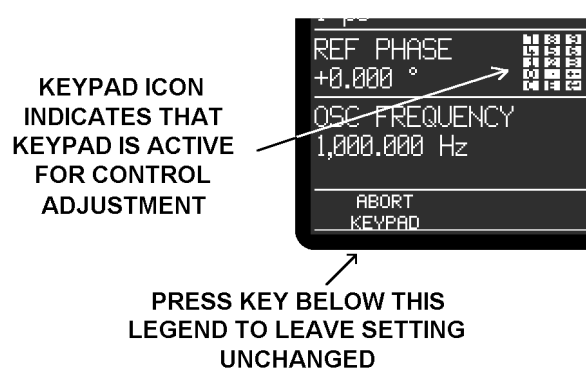 REF PHASE
+0.000 °
OSC FREQUENCY
1,000.000 Hz
ABORT
KEYPAD
KEYPAD ICON
INDICATES THAT
KEYPAD IS ACTIVE
FOR CONTROL
ADJUSTMENT
PRESS KEY BELOW THIS
LEGEND TO LEAVE SETTING
UNCHANGED